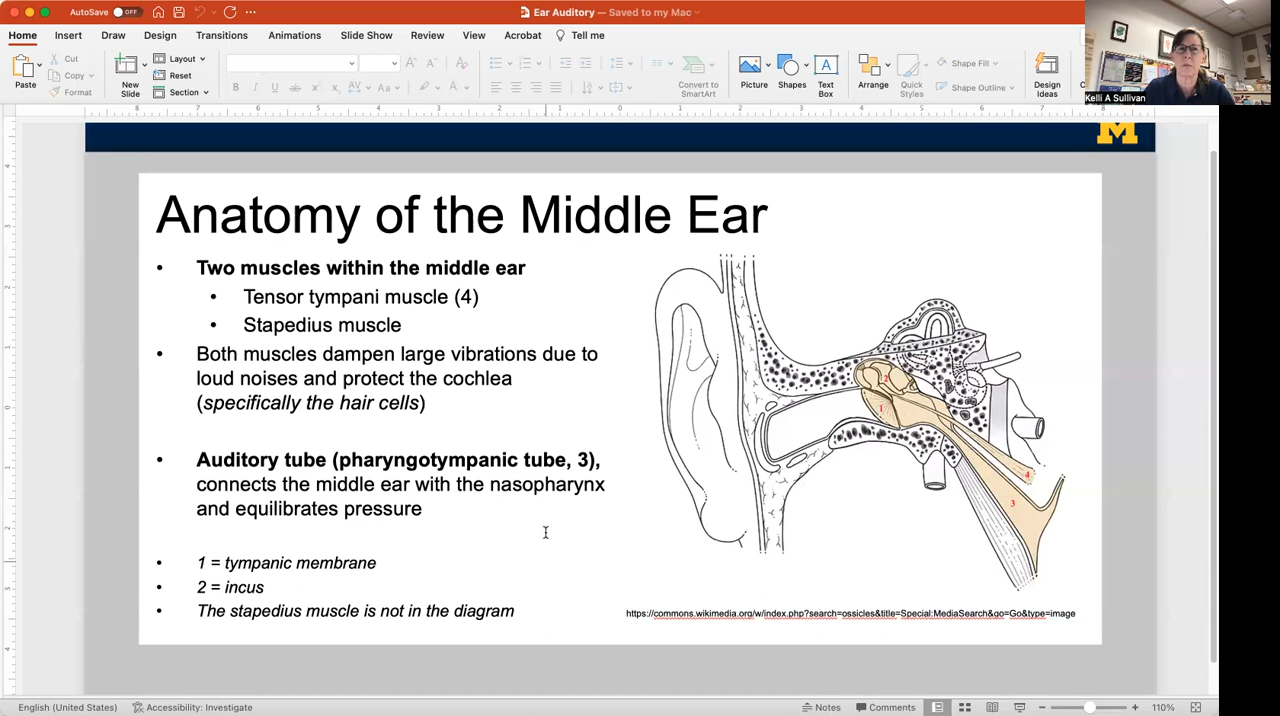 AutoSave OFF
Ear Auditory — Saved to my Mac
Home Insert Draw Design Transitions Animations Slide Show Review View Acrobat Tell me
Paste
Cut
Copy
Format
New Slide
Layout
Reset
Section
Convert to SmartArt
Picture
Shapes
Text Box
Arrange
Quick Styles
Shape Fill
Shape Outline
Design Ideas
Kelli A Sullivan
M
Anatomy of the Middle Ear
• Two muscles within the middle ear
• Tensor tympani muscle (4)
• Stapedius muscle
• Both muscles dampen large vibrations due to
loud noises and protect the cochlea
(specifically the hair cells)
• Auditory tube (pharyngotympanic tube, 3),
connects the middle ear with the nasopharynx
and equilibrates pressure
• 1 = tympanic membrane
• 2 = incus
• The stapedius muscle is not in the diagram
2
1
4
3
https://commons.wikimedia.org/w/index.php?search=ossicles&title=Special:MediaSearch&go=Go&type=image
English (United States) Accessibility: Investigate Notes Comments 110%